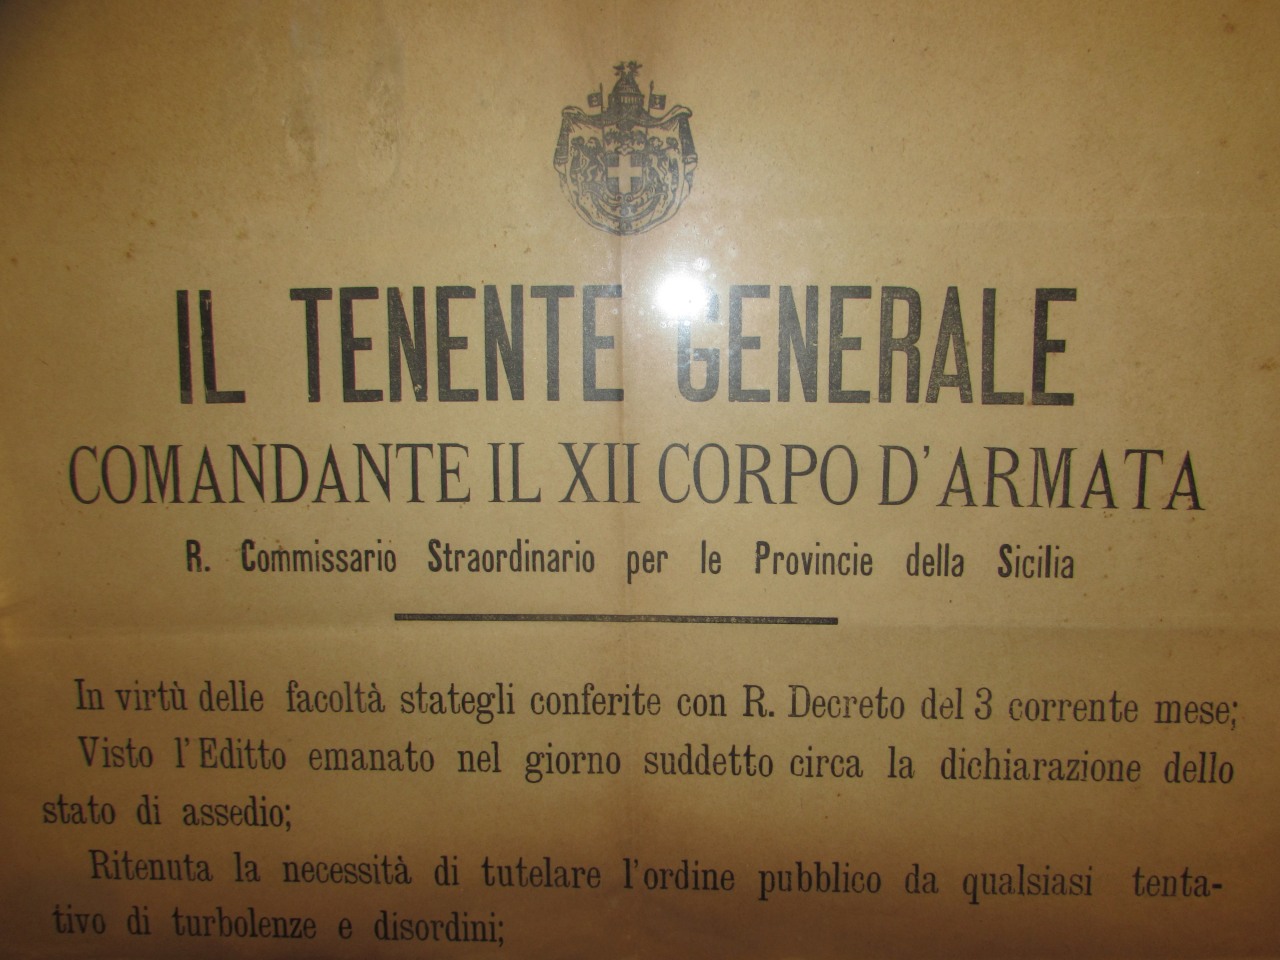 IL TENENTE GENERALE
COMANDANTE IL XII CORPO D'ARMATA
R. Commissario Straordinario per le Provincie della Sicilia
In virtù delle facoltà stategli conferite con R. Decreto del 3 corrente mese;
Visto l'Editto emanato nel giorno suddetto circa la dichiarazione dello
stato di assedio;
Ritenuta la necessità di tutelare l'ordine pubblico da qualsiasi tenta-
tivo di turbolenze e disordini;